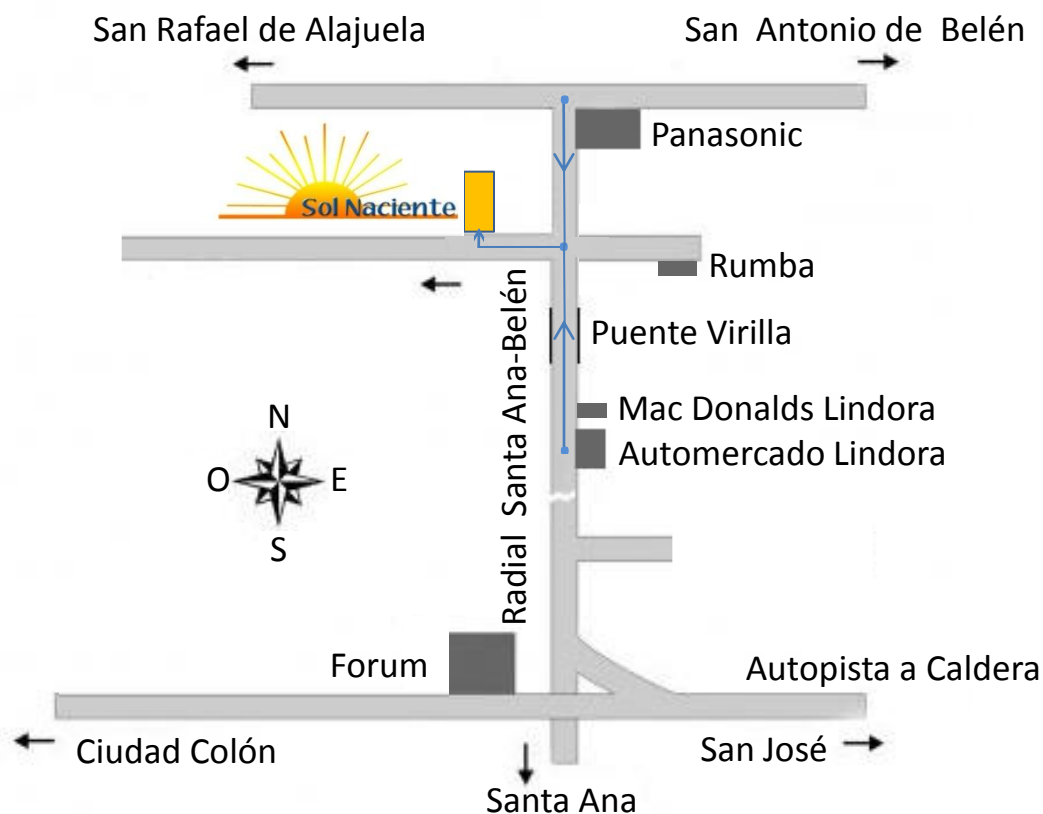 San Rafael de Alajuela
San Antonio de Belén
Panasonic
Sol Naciente
Rumba
Puente Virilla
Radial Santa Ana-Belén
Mac Donalds Lindora
N
O
E
Automercado Lindora
S
Forum
Autopista a Caldera
Ciudad Colón
San José
Santa Ana